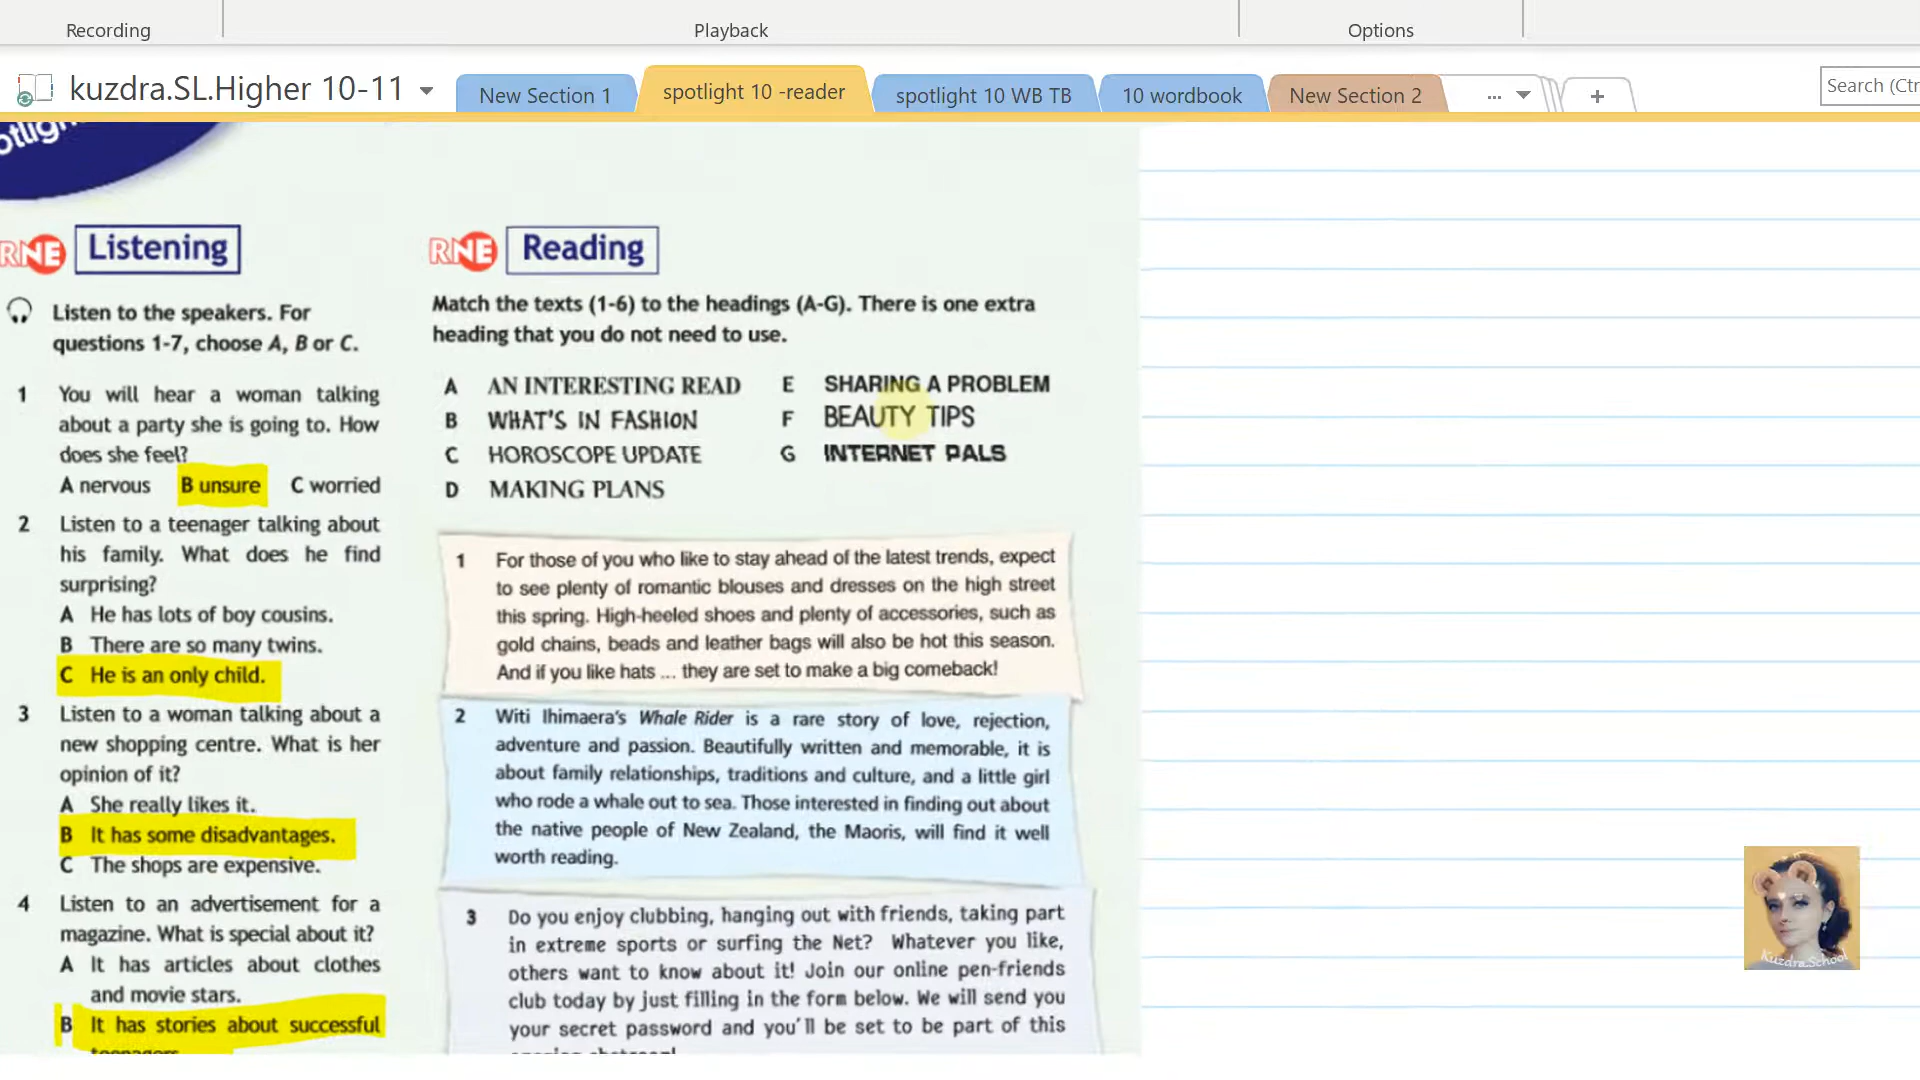 Recording
Playback
Options
kuzdra.SL.Higher 10-11
New Section 1
spotlight 10 -reader
spotlight 10 WB TB
10 wordbook
New Section 2
...
+
Search (Ctr
RNE Listening
Listen to the speakers. For
questions 1-7, choose A, B or C.
1 You will hear a woman talking
about a party she is going to. How
does she feel?
A nervous B unsure C worried
2 Listen to a teenager talking about
his family. What does he find
surprising?
A He has lots of boy cousins.
B There are so many twins.
C He is an only child.
3 Listen to a woman talking about a
new shopping centre. What is her
opinion of it?
A She really likes it.
B It has some disadvantages.
C The shops are expensive.
4 Listen to an advertisement for a
magazine. What is special about it?
A It has articles about clothes
and movie stars.
B It has stories about successful
RNE Reading
Match the texts (1-6) to the headings (A-G). There is one extra
heading that you do not need to use.
A AN INTERESTING READ
B WHAT'S IN FASHION
C HOROSCOPE UPDATE
D MAKING PLANS
E SHARING A PROBLEM
F BEAUTY TIPS
G INTERNET PALS
1 For those of you who like to stay ahead of the latest trends, expect
to see plenty of romantic blouses and dresses on the high street
this spring. High-heeled shoes and plenty of accessories, such as
gold chains, beads and leather bags will also be hot this season.
And if you like hats ... they are set to make a big comeback!
2 Witi Ihimaera's Whale Rider is a rare story of love, rejection,
adventure and passion. Beautifully written and memorable, it is
about family relationships, traditions and culture, and a little girl
who rode a whale out to sea. Those interested in finding out about
the native people of New Zealand, the Maoris, will find it well
worth reading.
3 Do you enjoy clubbing, hanging out with friends, taking part
in extreme sports or surfing the Net? Whatever you like,
others want to know about it! Join our online pen-friends
club today by just filling in the form below. We will send you
your secret password and you'll be set to be part of this
Kuzdra.School